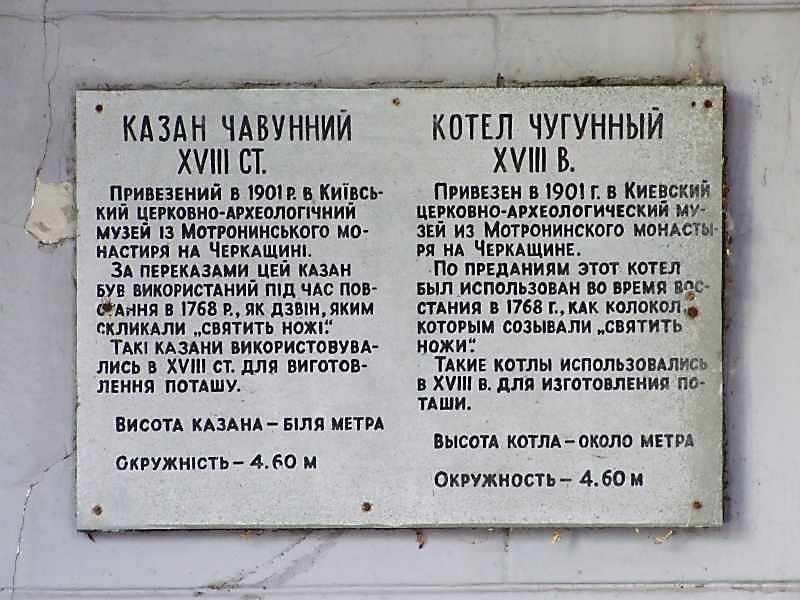 КАЗАН ЧАВУННИЙ
XVIII СТ.
ПРИВЕЗЕНИЙ В 1901 Р. В КИЇВСЬ-
КИЙ ЦЕРКОВНО-АРХЕОЛОГІЧНИЙ
МУЗЕЙ ІЗ МОТРОНИНСЬКОГО МО-
НАСТИРЯ НА ЧЕРКАЩИНІ.
ЗА ПЕРЕКАЗАМИ ЦЕЙ КАЗАН
БУВ ВИКОРИСТАНИЙ ПІД ЧАС ПОВ-
СТАННЯ В 1768 Р., ЯК ДЗВІН, ЯКИМ
СКЛИКАЛИ „СВЯТИТЬ НОЖІ“.
ТАКІ КАЗАНИ ВИКОРИСТОВУВА-
ЛИСЬ В XVIII СТ. ДЛЯ ВИГОТОВ-
ЛЕННЯ ПОТАШУ.
ВИСОТА КАЗАНА – БІЛЯ МЕТРА
ОКРУЖНІСТЬ – 4.60 М
КОТЕЛ ЧУГУННЫЙ
XVIII В.
ПРИВЕЗЕН В 1901 Г. В КИЕВСКИЙ
ЦЕРКОВНО-АРХЕОЛОГИЧЕСКИЙ МУ-
ЗЕЙ ИЗ МОТРОНИНСКОГО МОНАСТЫ-
РЯ НА ЧЕРКАЩИНЕ.
ПО ПРЕДАНИЯМ ЭТОТ КОТЕЛ
БЫЛ ИСПОЛЬЗОВАН ВО ВРЕМЯ ВОС-
СТАНИЯ В 1768 Г., КАК КОЛОКОЛ,
КОТОРЫМ СОЗЫВАЛИ „СВЯТИТЬ
НОЖИ“.
ТАКИЕ КОТЛЫ ИСПОЛЬЗОВАЛИСЬ
В XVIII В. ДЛЯ ИЗГОТОВЛЕНИЯ ПО-
ТАШИ.
ВЫСОТА КОТЛА – ОКОЛО МЕТРА
ОКРУЖНОСТЬ – 4.60 М